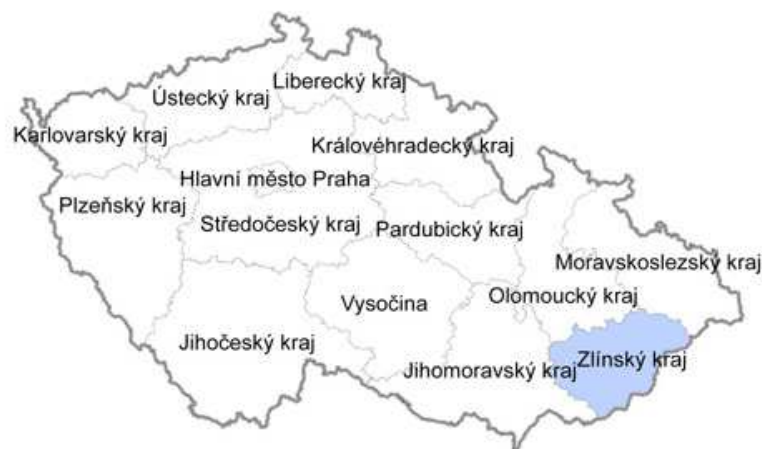 Liberecký kraj
Ústecký kraj
Karlovarský kraj
Královéhradecký kraj
Hlavní město Praha
Plzeňský kraj
Středočeský kraj
Pardubický kraj
Moravskoslezský kraj
Olomoucký kraj
Vysočina
Jihočeský kraj
Zlínský kraj
Jihomoravský kraj